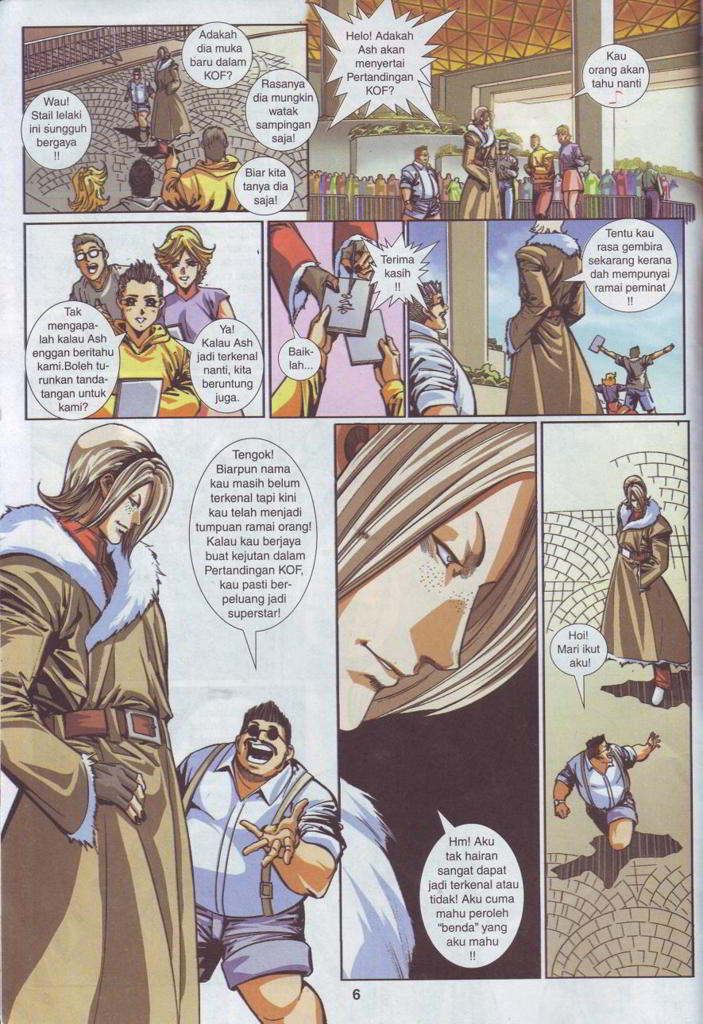 Adakah
dia muka
baru dalam
KOF?
Wau!
Stail lelaki
ini sungguh
bergaya
!!
Rasanya
dia mungkin
watak
sampingan
saja!
Biar kita
tanya dia
saja!
Helo! Adakah
Ash akan
menyertai
Pertandingan
KOF?
Kau
orang akan
tahu nanti
Tak
mengapa-
lah kalau Ash
enggan beritahu
kami.Boleh tu-
runkan tanda-
tangan untuk
kami?
Ya!
Kalau Ash
jadi terkenal
nanti, kita
beruntung
juga.
Baik-
lah...
Terima
kasih
!!
Tentu kau
rasa gembira
sekarang kerana
dah mempunyai
ramai peminat
!!
Tengok!
Biarpun nama
kau masih belum
terkenal tapi kini
kau telah menjadi
tumpuan ramai orang!
Kalau kau berjaya
buat kejutan dalam
Pertandingan KOF,
kau pasti ber-
peluang jadi
superstar!
Hm! Aku
tak hairan
sangat dapat
jadi terkenal atau
tidak! Aku cuma
mahu peroleh
“benda” yang
aku mahu
!!
Hoi!
Mari ikut
aku!
6